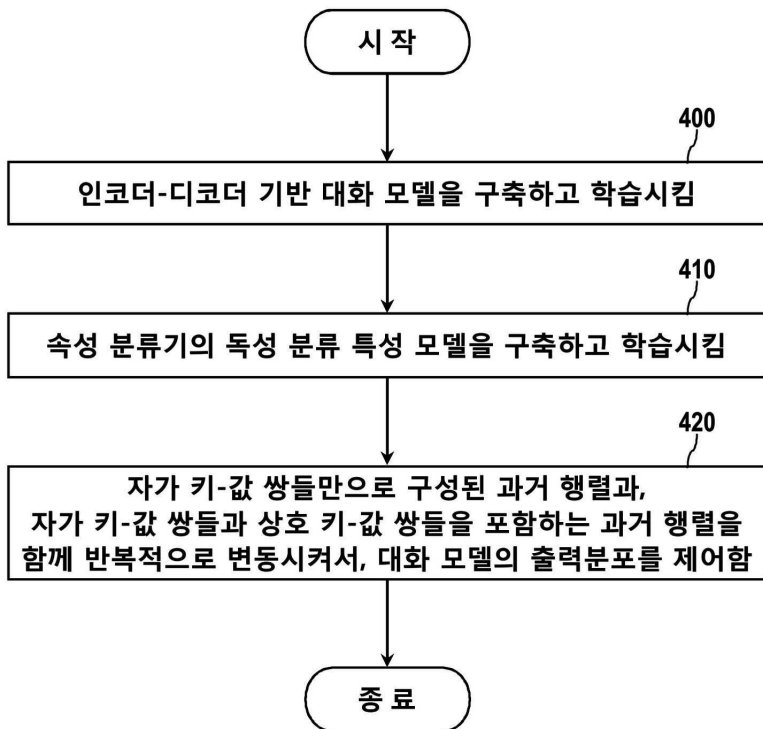 시 작
400
인코더-디코더 기반 대화 모델을 구축하고 학습시킴
410
속성 분류기의 독성 분류 특성 모델을 구축하고 학습시킴
420
자가 키-값 쌍들만으로 구성된 과거 행렬과,
자가 키-값 쌍들과 상호 키-값 쌍들을 포함하는 과거 행렬을
함께 반복적으로 변동시켜서, 대화 모델의 출력분포를 제어함
종 료